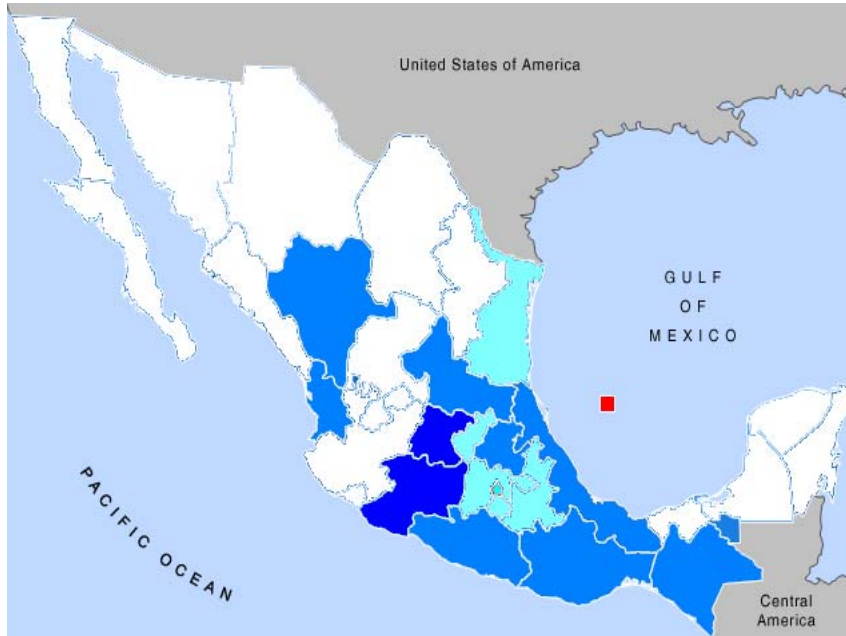 United States of America
GULF
OF
MEXICO
PACIFIC OCEAN
Central
America